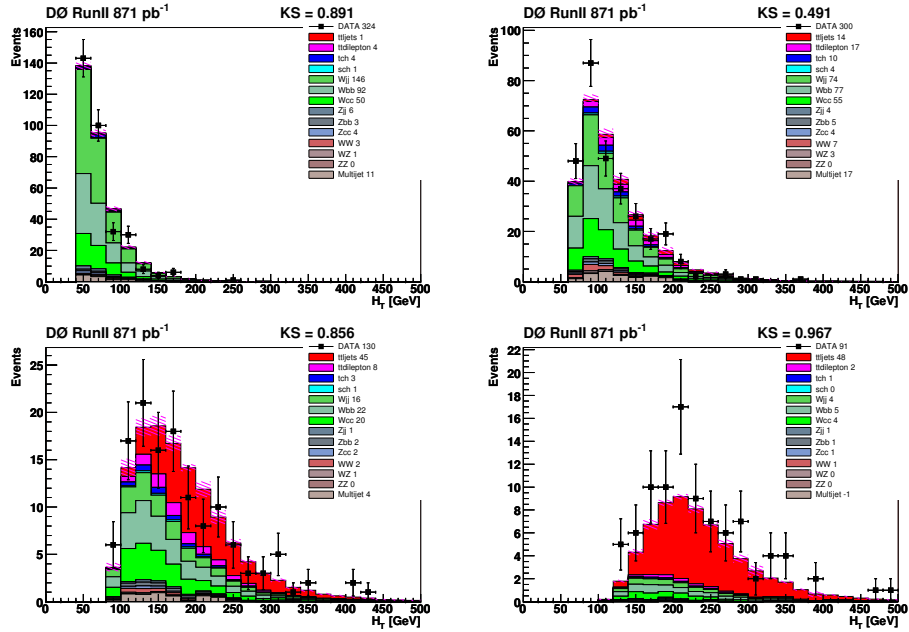 DØ RunII 871 pb-1 KS = 0.891
Events
DATA 324
ttljets 1
ttdilepton 4
tch 4
sch 1
Wjj 146
Wbb 92
Wcc 50
Zjj 6
Zbb 3
Zcc 4
WW 3
WZ 1
ZZ 0
Multijet 11
160
140
120
100
80
60
40
20
0
0 50 100 150 200 250 300 350 400 450 500
HT [GeV]
DØ RunII 871 pb-1 KS = 0.491
Events
DATA 300
ttljets 14
ttdilepton 17
tch 10
sch 4
Wjj 74
Wbb 77
Wcc 55
Zjj 4
Zbb 5
Zcc 4
WW 7
WZ 3
ZZ 0
Multijet 17
100
80
60
40
20
0
0 50 100 150 200 250 300 350 400 450 500
HT [GeV]
DØ RunII 871 pb-1 KS = 0.856
Events
DATA 130
ttljets 45
ttdilepton 8
tch 3
sch 1
Wjj 16
Wbb 22
Wcc 20
Zjj 1
Zbb 2
Zcc 2
WW 2
WZ 1
ZZ 0
Multijet 4
25
20
15
10
5
0
0 50 100 150 200 250 300 350 400 450 500
HT [GeV]
DØ RunII 871 pb-1 KS = 0.967
Events
DATA 91
ttljets 48
ttdilepton 2
tch 1
sch 0
Wjj 4
Wbb 5
Wcc 4
Zjj 1
Zbb 1
Zcc 1
WW 1
WZ 0
ZZ 0
Multijet -1
22
20
18
16
14
12
10
8
6
4
2
0
0 50 100 150 200 250 300 350 400 450 500
HT [GeV]